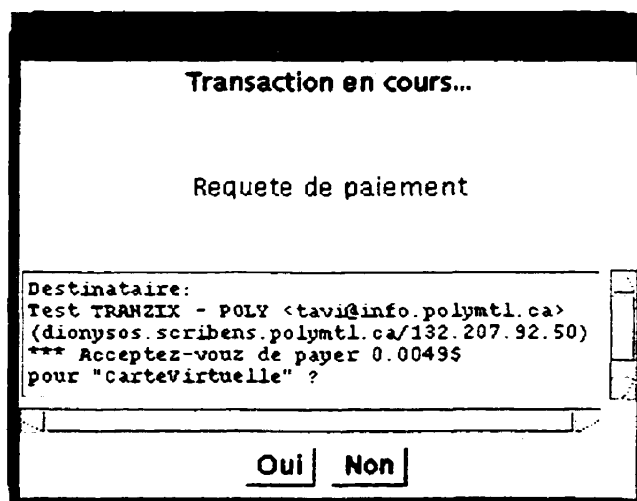 Transaction en cours...
Requete de paiement
Destinataire:
Test TRANZIX - POLY <tavi@info.polymtl.ca>
(dionysos.scribens.polymtl.ca/132.207.92.50)
*** Acceptez-vouz de payer 0.0049$
pour "CarteVirtuelle" ?
Oui Non